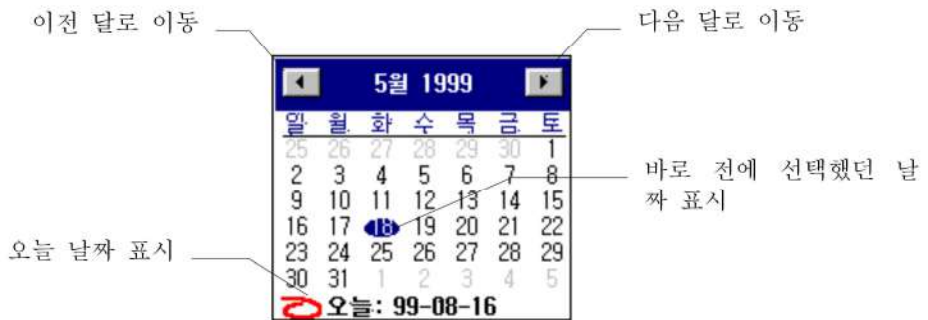 이전 달로 이동
다음 달로 이동
5월 1999
일 월 화 수 목 금 토
25 26 27 28 29 30 1
2 3 4 5 6 7 8
9 10 11 12 13 14 15
바로 전에 선택했던 날
짜 표시
16 17 18 19 20 21 22
오늘 날짜 표시
23 24 25 26 27 28 29
30 31 1 2 3 4 5
오늘: 99-08-16